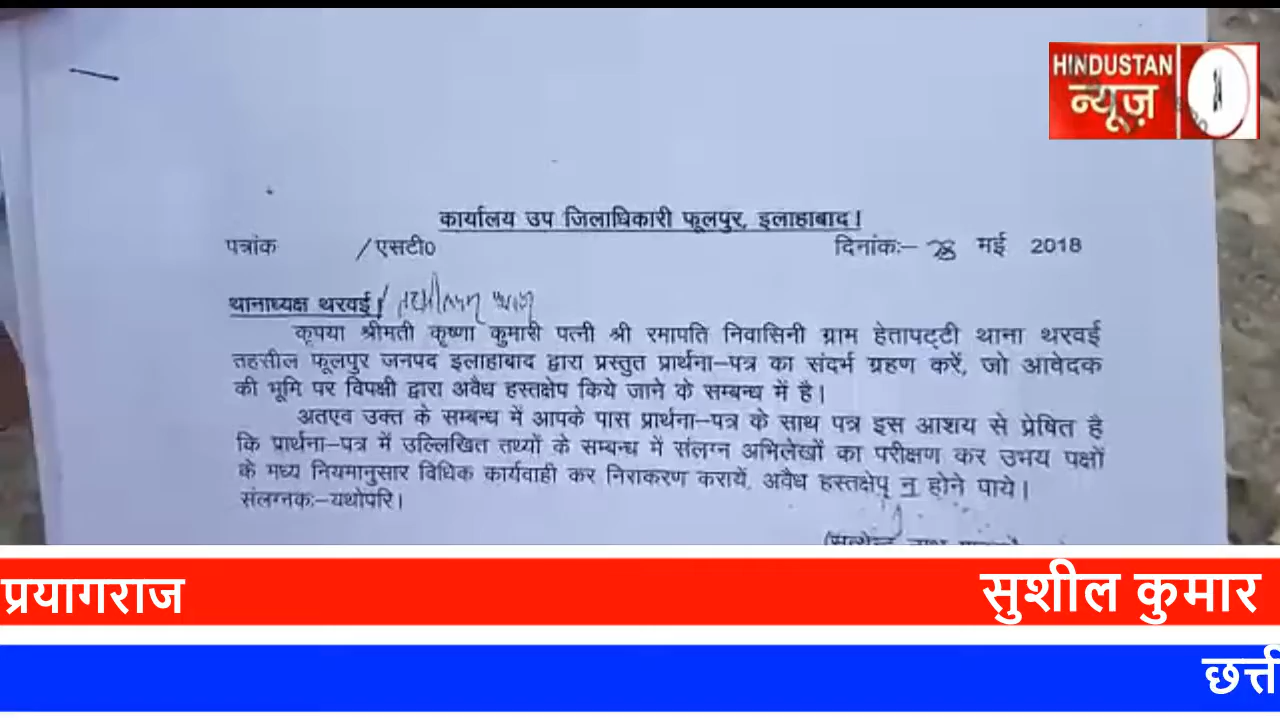 HINDUSTAN
न्यूज़
कार्यालय उप जिलाधिकारी फूलपुर, इलाहाबाद।
पत्रांक /एसटी0 दिनांकः– 28 मई 2018
थानाध्यक्ष थरवई।
कृपया श्रीमती कृष्णा कुमारी पत्नी श्री रमापति निवासिनी ग्राम हेतापट्टी थाना थरवई
तहसील फूलपुर जनपद इलाहाबाद द्वारा प्रस्तुत प्रार्थना–पत्र का संदर्भ ग्रहण करें, जो आवेदक
की भूमि पर विपक्षी द्वारा अवैध हस्तक्षेप किये जाने के सम्बन्ध में है।
अतएव उक्त के सम्बन्ध में आपके पास प्रार्थना–पत्र के साथ पत्र इस आशय से प्रेषित है
कि प्रार्थना–पत्र में उल्लिखित तथ्यों के सम्बन्ध में संलग्न अभिलेखों का परीक्षण कर उभय पक्षों
के मध्य नियमानुसार विधिक कार्यवाही कर निराकरण करायें, अवैध हस्तक्षेप न होने पाये।
संलग्नकः–यथोपरि।
प्रयागराज सुशील कुमार
छत्ती